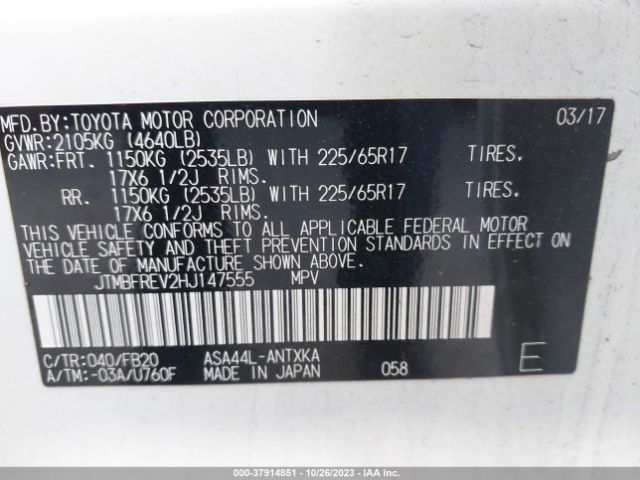 MFD.BY:TOYOTA MOTOR CORPORATION 03/17
GVWR:2105KG (4640LB)
GAWR:FRT. 1150KG (2535LB) WITH 225/65R17 TIRES.
17X6 1/2J RIMS.
RR. 1150KG (2535LB) WITH 225/65R17 TIRES.
17X6 1/2J RIMS.
THIS VEHICLE CONFORMS TO ALL APPLICABLE FEDERAL MOTOR
VEHICLE SAFETY AND THEFT PREVENTION STANDARDS IN EFFECT ON
THE DATE OF MANUFACTURE SHOWN ABOVE.
JTMBFREV2HJ147555 MPV
C/TR:040/FB20 ASA44L-ANTXKA
A/TM:-03A/U760F MADE IN JAPAN 058 E
000-37914851 | 10/26/2023 | IAAI.com